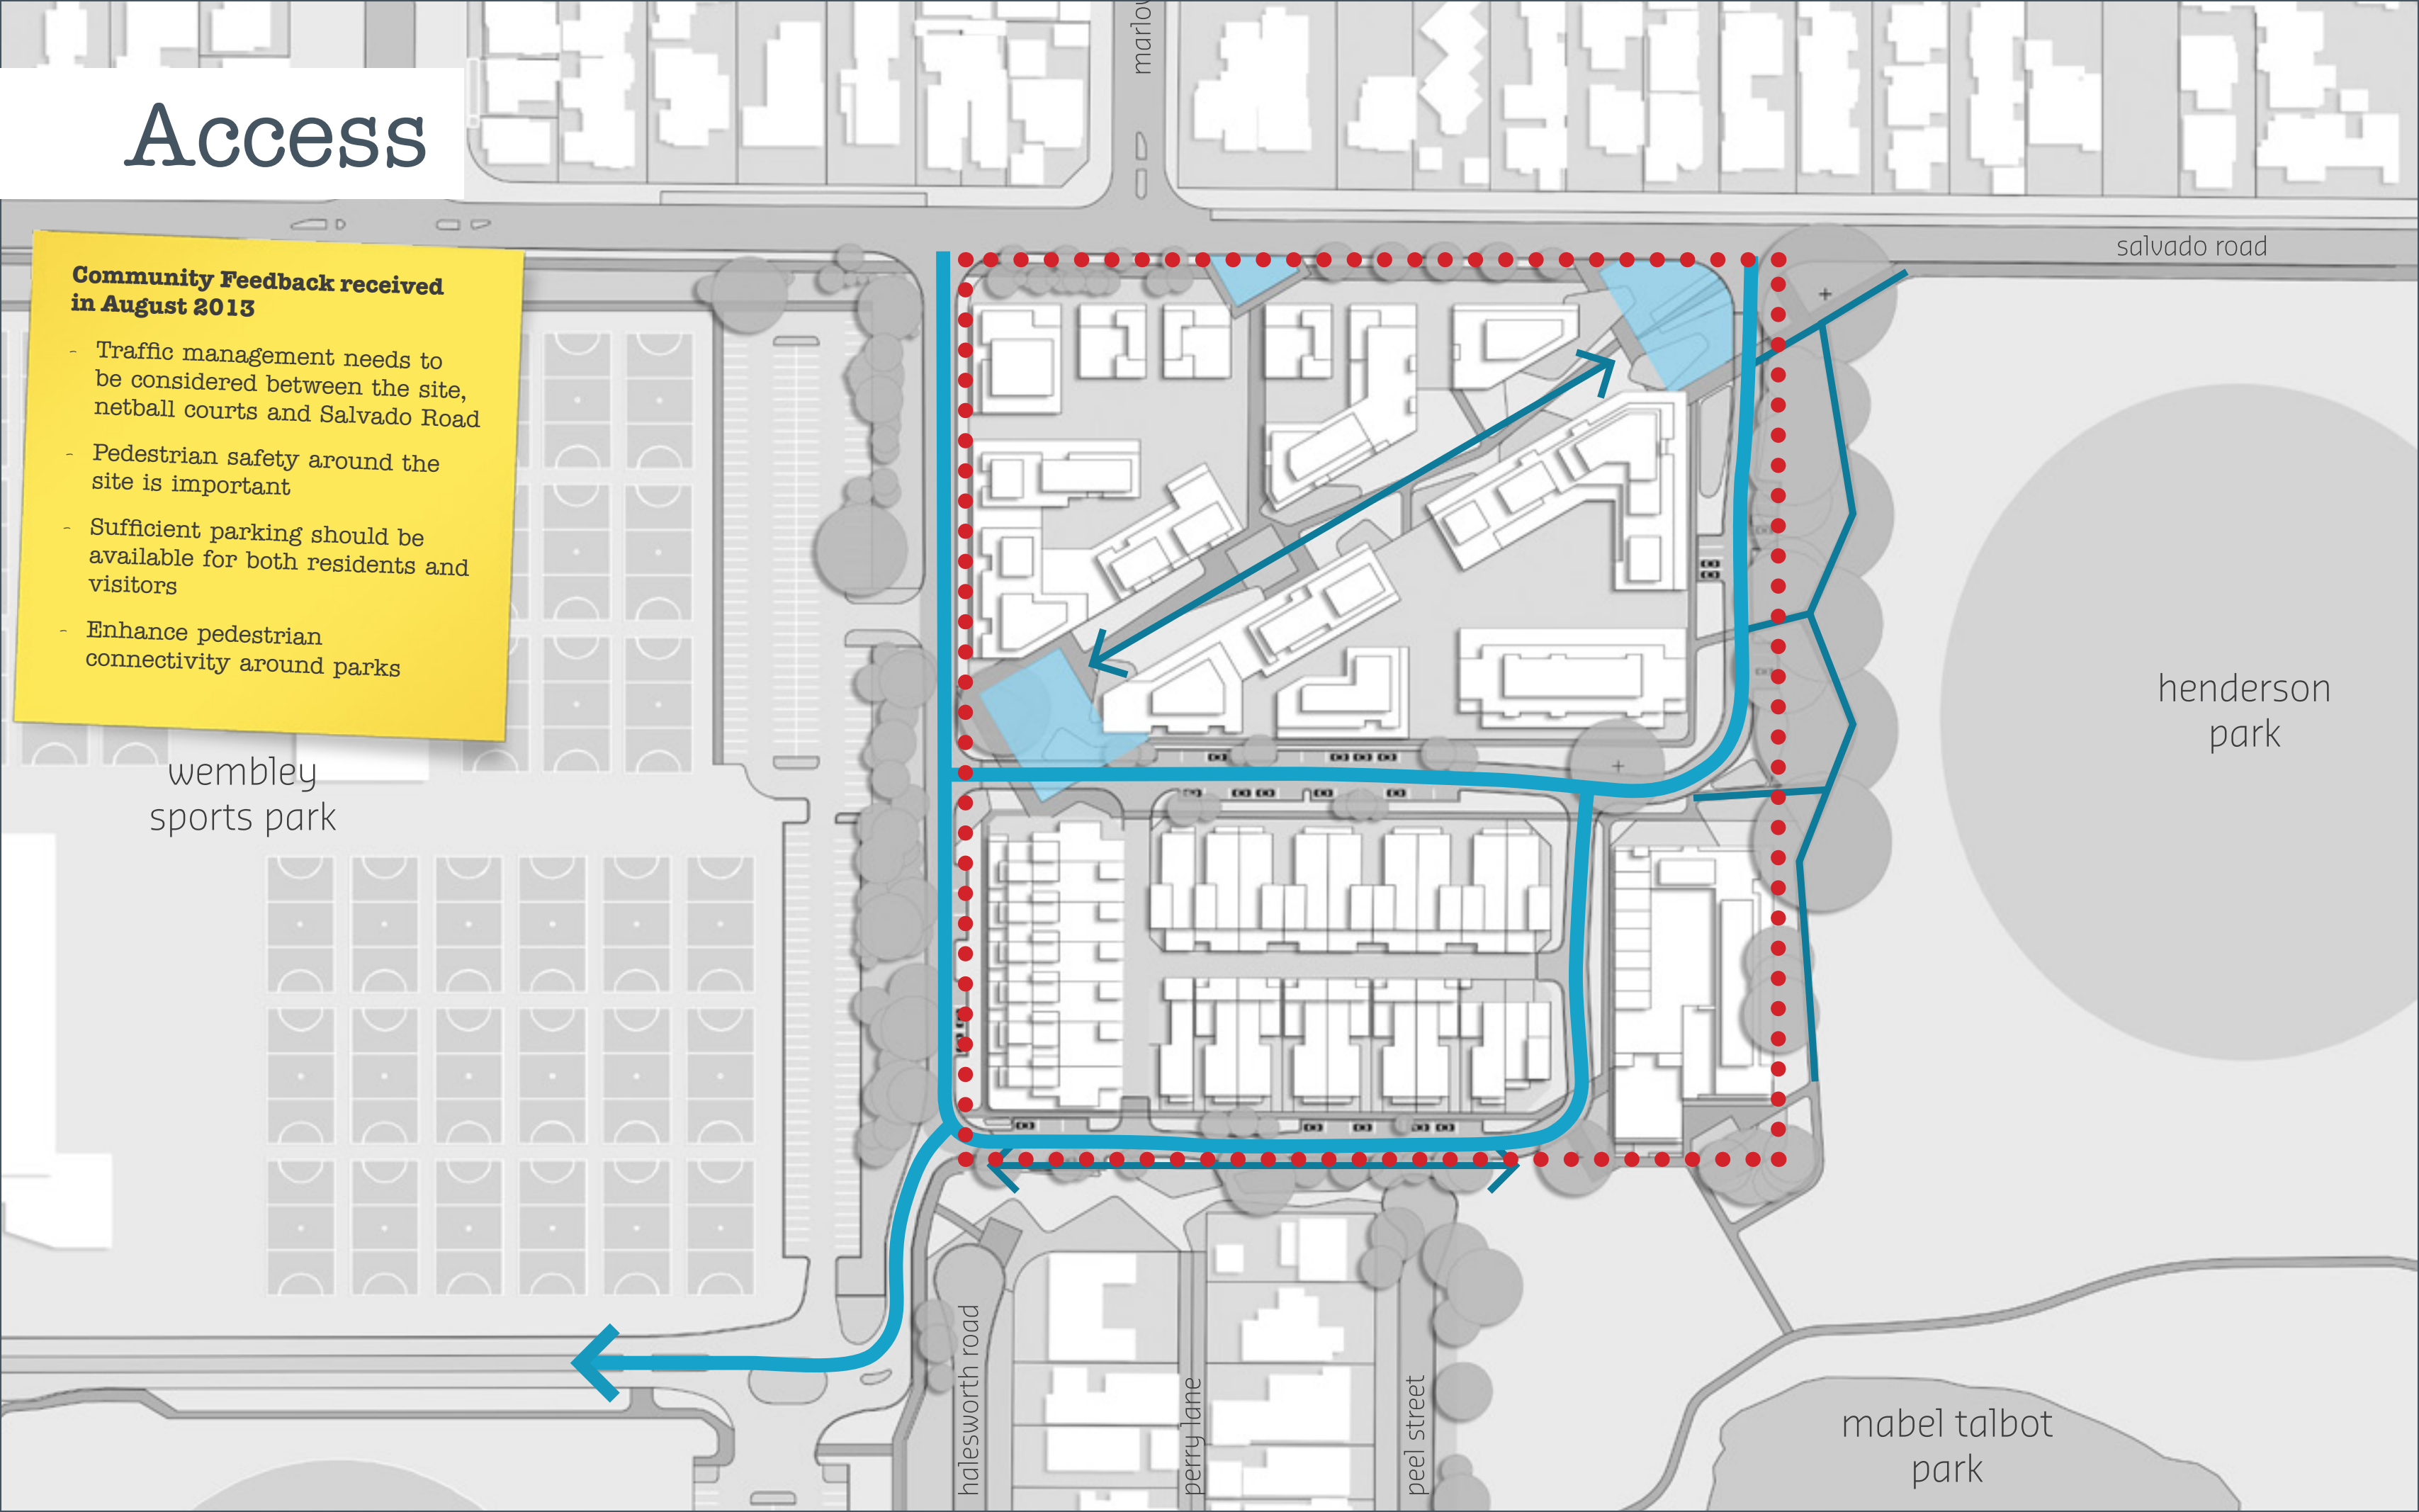 marlow
Access
salvado road
Community Feedback received
in August 2013
- Traffic management needs to
be considered between the site,
netball courts and Salvado Road
- Pedestrian safety around the
site is important
- Sufficient parking should be
available for both residents and
visitors
- Enhance pedestrian
connectivity around parks
wembley
sports park
henderson
park
halesworth road
perry lane
peel street
mabel talbot
park